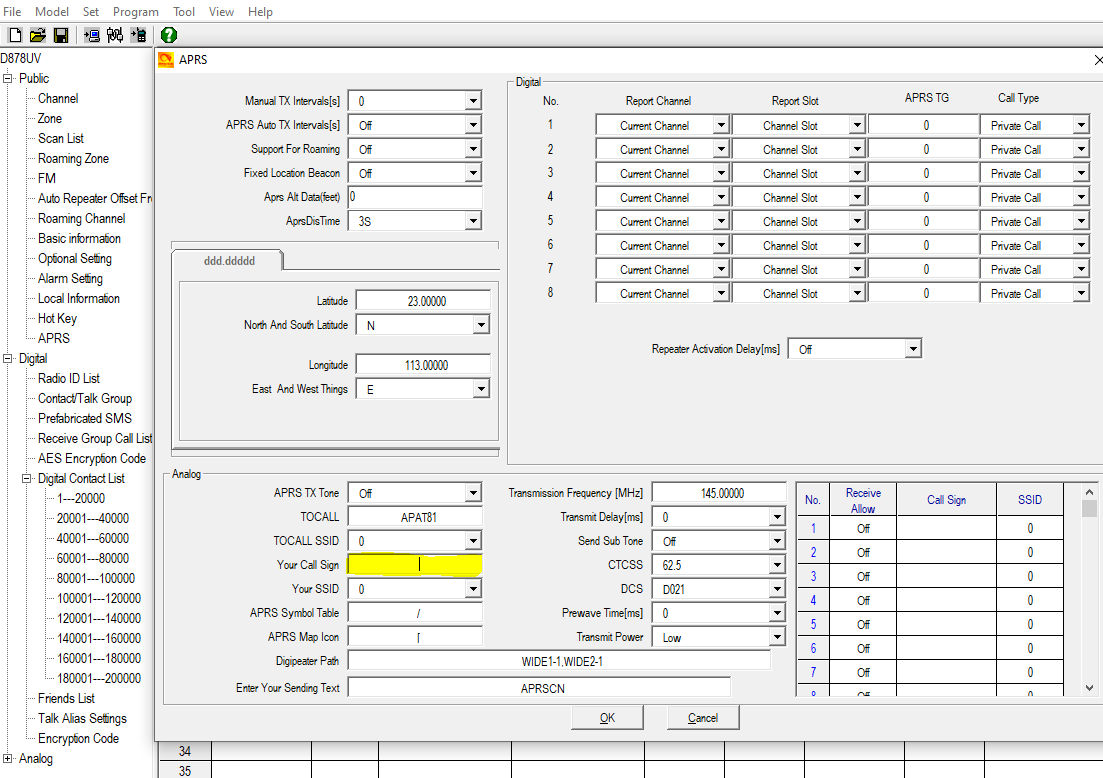 File Model Set Program Tool View Help
D878UV
Public
Channel
Zone
Scan List
Roaming Zone
FM
Auto Repeater Offset Fr
Roaming Channel
Basic information
Optional Setting
Alarm Setting
Local Information
Hot Key
APRS
Digital
Radio ID List
Contact/Talk Group
Prefabricated SMS
Receive Group Call List
AES Encryption Code
Digital Contact List
1---20000
20001---40000
40001---60000
60001---80000
80001---100000
100001---120000
120001---140000
140001---160000
160001---180000
180001---200000
Friends List
Talk Alias Settings
Encryption Code
Analog
APRS
Manual TX Intervals[s] 0
APRS Auto TX Intervals[s] Off
Support For Roaming Off
Fixed Location Beacon Off
Aprs Alt Data(feet) 0
AprsDisTime 3S
ddd.ddddd
Latitude 23.00000
North And South Latitude N
Longitude 113.00000
East And West Things E
Digital
No. Report Channel Report Slot APRS TG Call Type
1 Current Channel Channel Slot 0 Private Call
2 Current Channel Channel Slot 0 Private Call
3 Current Channel Channel Slot 0 Private Call
4 Current Channel Channel Slot 0 Private Call
5 Current Channel Channel Slot 0 Private Call
6 Current Channel Channel Slot 0 Private Call
7 Current Channel Channel Slot 0 Private Call
8 Current Channel Channel Slot 0 Private Call
Repeater Activation Delay[ms] Off
Analog
APRS TX Tone Off
TOCALL APAT81
TOCALL SSID 0
Your Call Sign
Your SSID 0
APRS Symbol Table /
APRS Map Icon [
Digipeater Path WIDE1-1,WIDE2-1
Enter Your Sending Text APRSCN
Transmission Frequency [MHz] 145.00000
Transmit Delay[ms] 0
Send Sub Tone Off
CTCSS 62.5
DCS D021
Prewave Time[ms] 0
Transmit Power Low
No. Receive Allow Call Sign SSID
1 Off 0
2 Off 0
3 Off 0
4 Off 0
5 Off 0
6 Off 0
7 Off 0
8 Off 0
OK Cancel
34
35